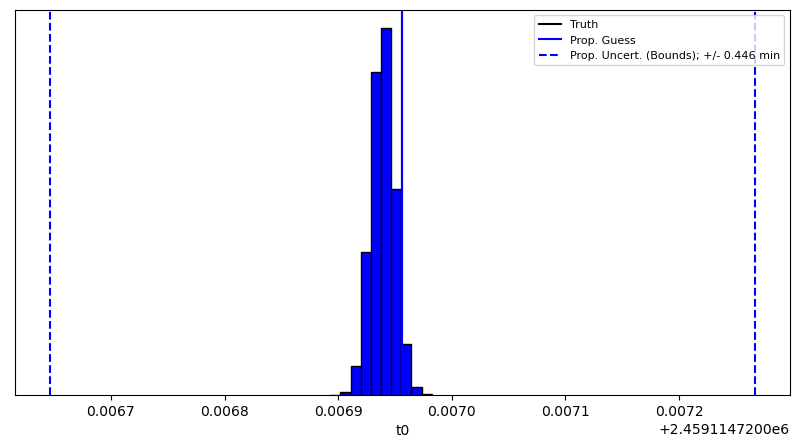 Truth
Prop. Guess
Prop. Uncert. (Bounds); +/- 0.446 min
0.0067 0.0068 0.0069 0.0070 0.0071 0.0072
t0
+2.4591147200e6